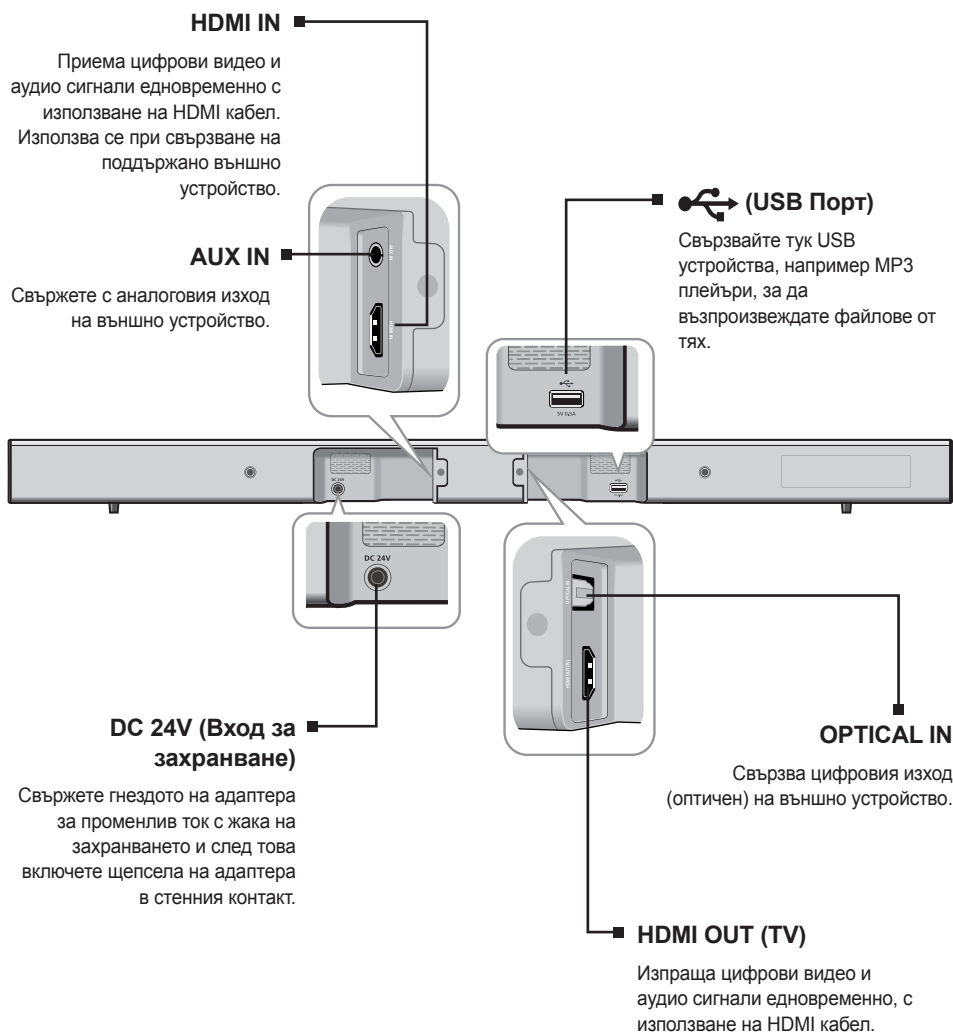 HDMI IN
Приема цифрови видео и
аудио сигнали едновременно с
използване на HDMI кабел.
Използва се при свързване на
поддържано външно
устройство.
AUX IN
Свържете с аналоговия изход
на външно устройство.
(USB Порт)
Свързвайте тук USB
устройства, например MP3
плейъри, за да
възпроизвеждате файлове от
тях.
5V 0.5A
DC 24V
DC 24V
OPTICAL IN
HDMI OUT (TV)
DC 24V (Вход за
захранване)
Свържете гнездото на адаптера
за променлив ток с жака на
захранването и след това
включете щепсела на адаптера
в стенния контакт.
OPTICAL IN
Свързва цифровия изход
(оптичен) на външно устройство.
HDMI OUT (TV)
Изпраща цифрови видео и
аудио сигнали едновременно, с
използване на HDMI кабел.